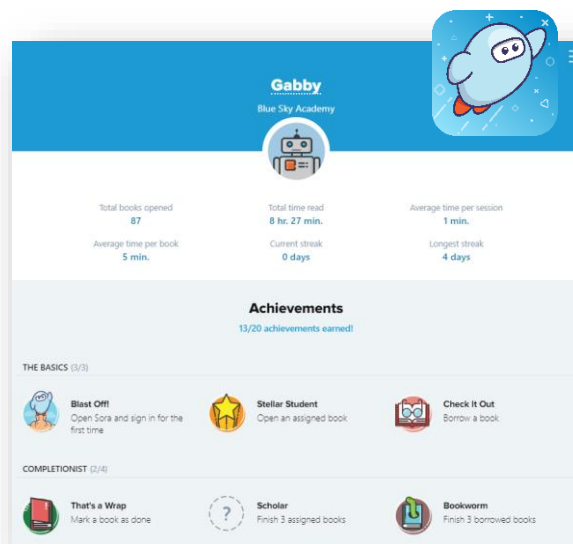 Gabby
Blue Sky Academy
Total books opened
87
Total time read
8 hr. 27 min.
Average time per session
1 min.
Average time per book
5 min.
Current streak
0 days
Longest streak
4 days
Achievements
13/20 achievements earned!
THE BASICS (3/3)
Blast Off!
Open Sora and sign in for the
first time
Stellar Student
Open an assigned book
Check It Out
Borrow a book
COMPLETIONIST (2/4)
That's a Wrap
Mark a book as done
?
Scholar
Finish 3 assigned books
Bookworm
Finish 3 borrowed books